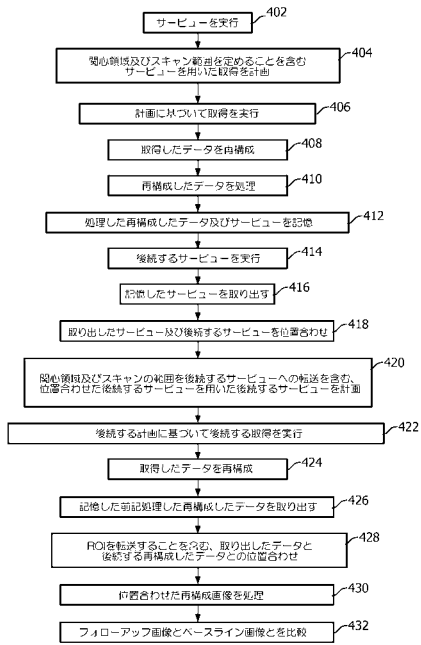 サービューを実行
402
関心領域及びスキャン範囲を定めることを含む
サービューを用いた取得を計画
404
計画に基づいて取得を実行
406
取得したデータを再構成
408
再構成したデータを処理
410
処理した再構成したデータ及びサービューを記憶
412
後続するサービューを実行
414
記憶したサービューを取り出す
416
取り出したサービュー及び後続するサービューを位置合わせ
418
関心領域及びスキャンの範囲を後続するサービューへの転送を含む、
位置合わせた後続するサービューを用いた後続するサービューを計画
420
後続する計画に基づいて後続する取得を実行
422
取得したデータを再構成
424
記憶した前記処理した再構成したデータを取り出す
426
ROIを転送することを含む、取り出したデータと
後続する再構成したデータとの位置合わせ
428
位置合わせた再構成画像を処理
430
フォローアップ画像とベースライン画像とを比較
432